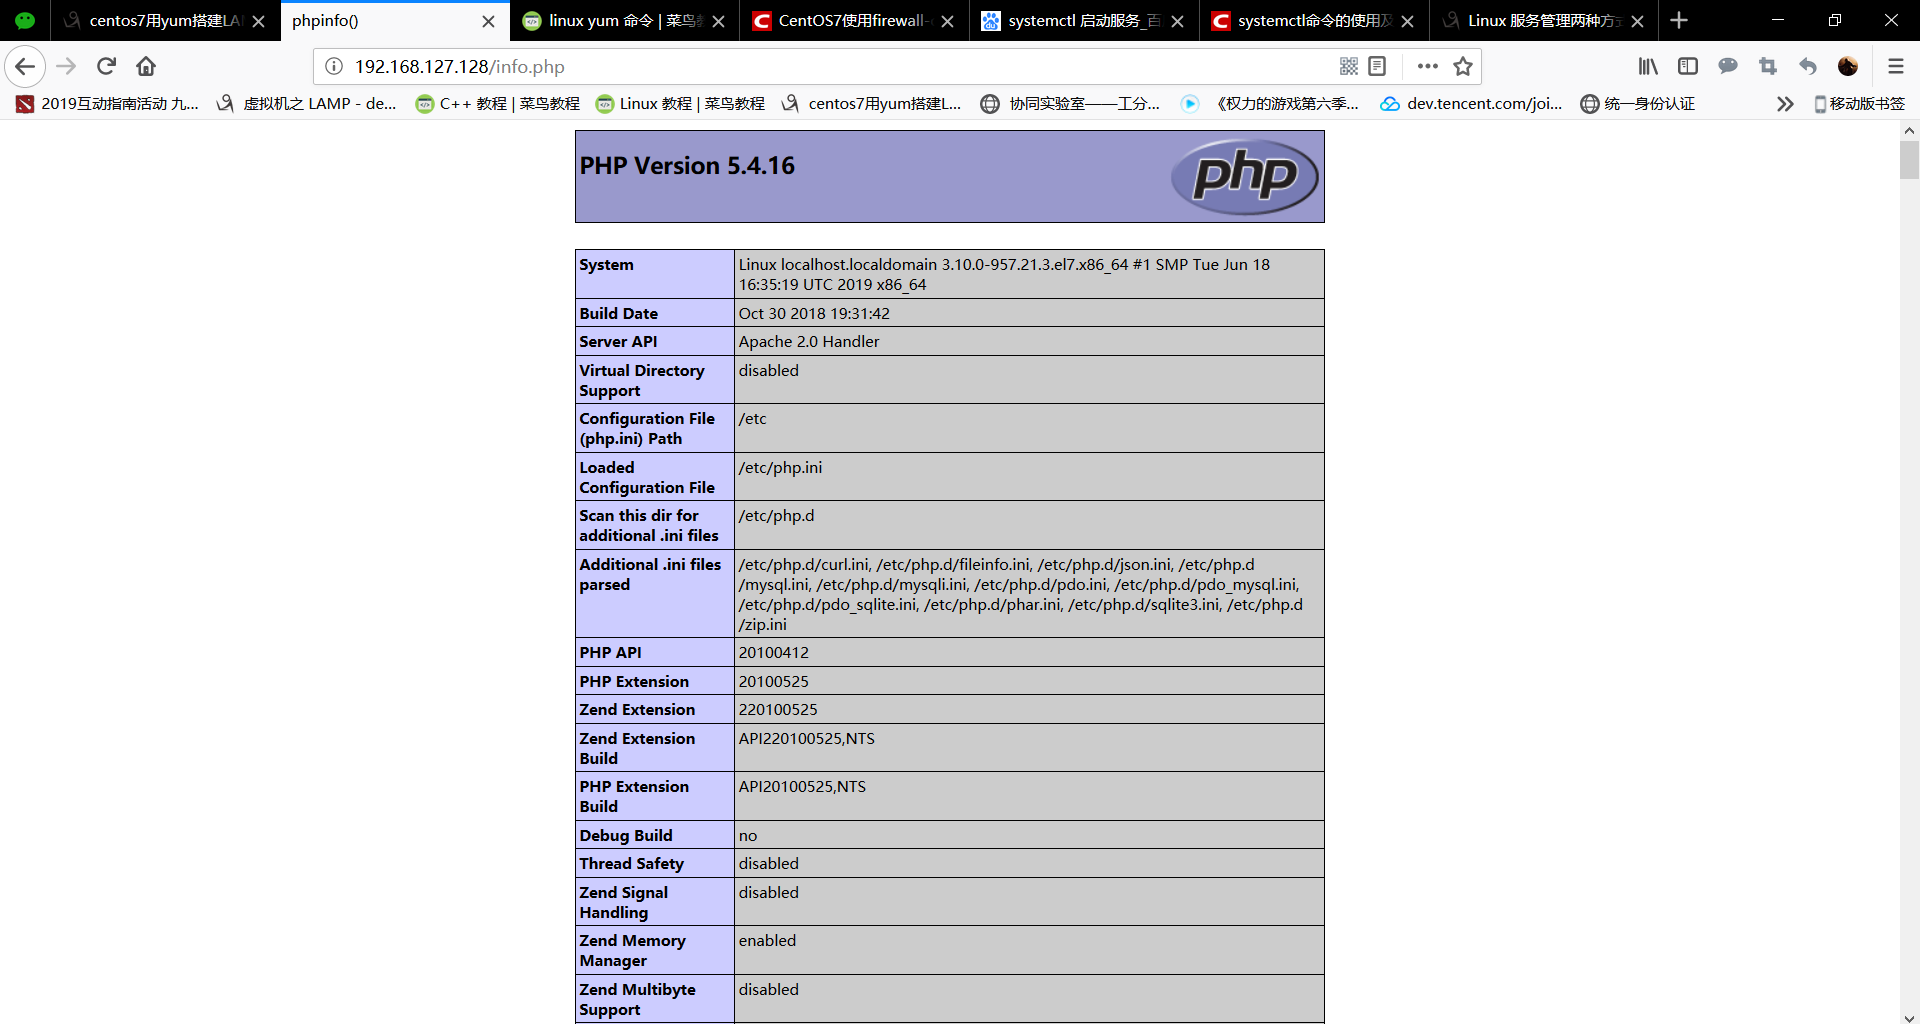 centos7用yum搭建LA
phpinfo()
linux yum 命令 | 菜鸟
CentOS7使用firewall-
systemctl 启动服务_百
systemctl命令的使用及
Linux 服务管理两种方式
192.168.127.128/info.php
2019互动指南活动 九...
虚拟机之 LAMP - de...
C++ 教程 | 菜鸟教程
Linux 教程 | 菜鸟教程
centos7用yum搭建L...
协同实验室——工分...
《权力的游戏第六季...
dev.tencent.com/joi...
统一身份认证
移动版书签
PHP Version 5.4.16
php
System
Linux localhost.localdomain 3.10.0-957.21.3.el7.x86_64 #1 SMP Tue Jun 18
16:35:19 UTC 2019 x86_64
Build Date
Oct 30 2018 19:31:42
Server API
Apache 2.0 Handler
Virtual Directory
Support
disabled
Configuration File
(php.ini) Path
/etc
Loaded
Configuration File
/etc/php.ini
Scan this dir for
additional .ini files
/etc/php.d
Additional .ini files
parsed
/etc/php.d/curl.ini, /etc/php.d/fileinfo.ini, /etc/php.d/json.ini, /etc/php.d
/mysql.ini, /etc/php.d/mysqli.ini, /etc/php.d/pdo.ini, /etc/php.d/pdo_mysql.ini,
/etc/php.d/pdo_sqlite.ini, /etc/php.d/phar.ini, /etc/php.d/sqlite3.ini, /etc/php.d
/zip.ini
PHP API
20100412
PHP Extension
20100525
Zend Extension
220100525
Zend Extension
Build
API220100525,NTS
PHP Extension
Build
API20100525,NTS
Debug Build
no
Thread Safety
disabled
Zend Signal
Handling
disabled
Zend Memory
Manager
enabled
Zend Multibyte
Support
disabled